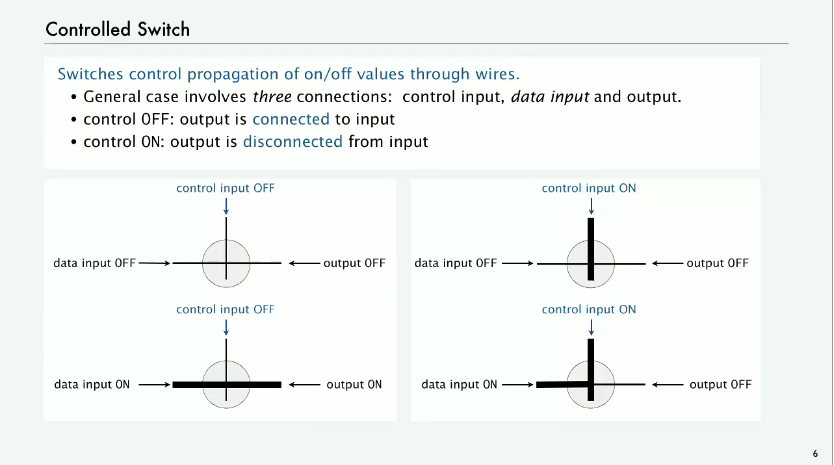 Controlled Switch
Switches control propagation of on/off values through wires.
• General case involves three connections: control input, data input and output.
• control OFF: output is connected to input
• control ON: output is disconnected from input
control input OFF
data input OFF
output OFF
control input OFF
data input ON
output ON
control input ON
data input OFF
output OFF
control input ON
data input ON
output OFF
6